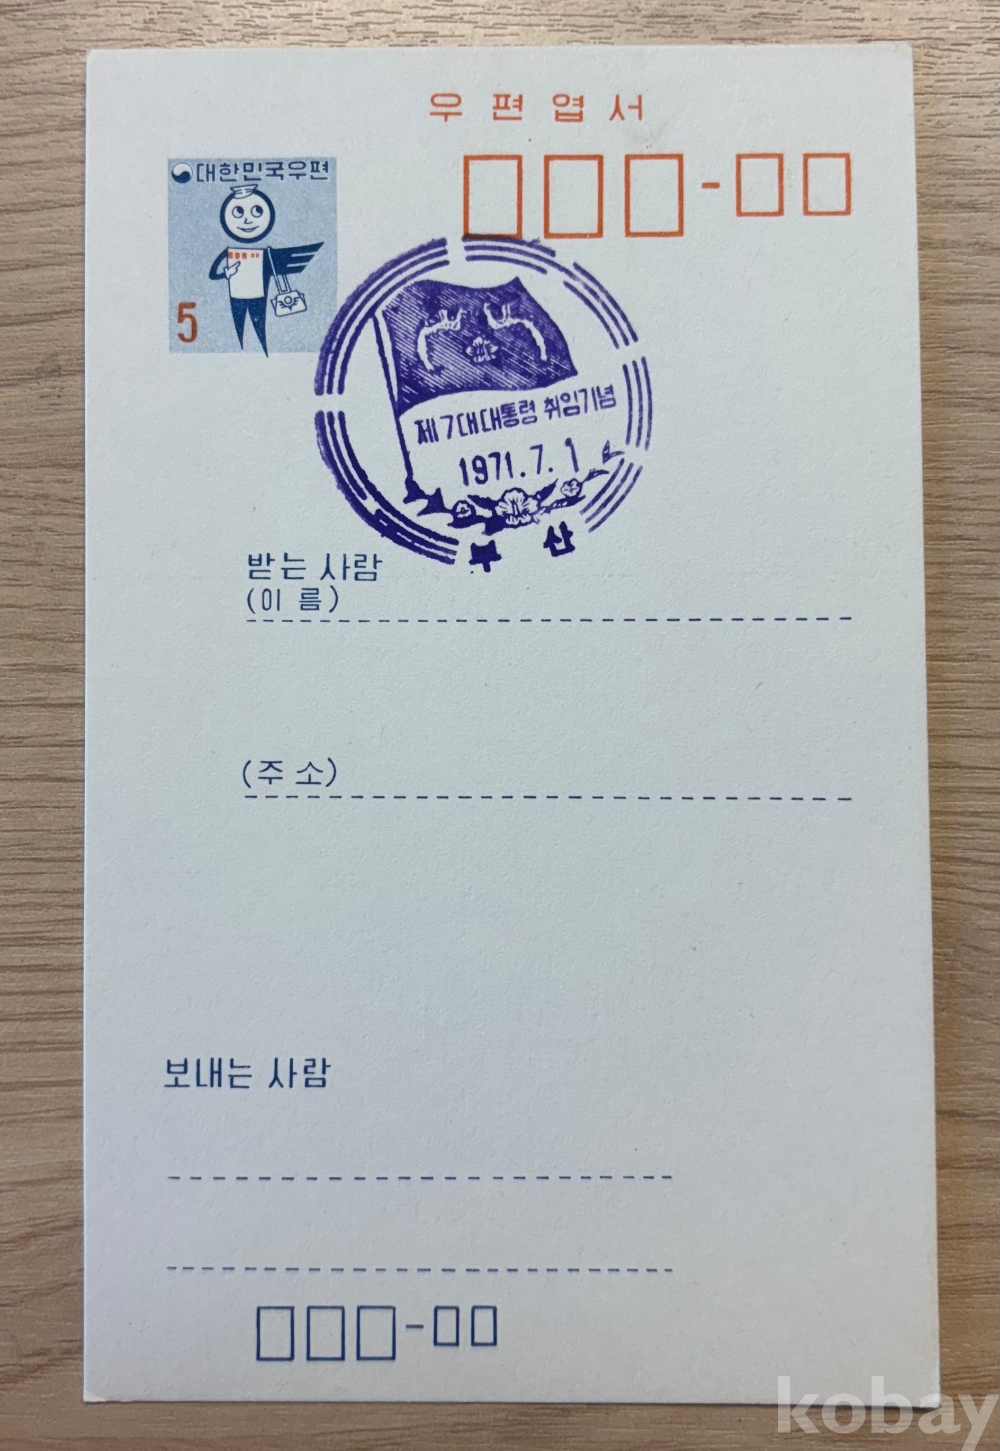 우편엽서
대한민국우편
5
제7대대통령 취임기념
1971.7.1
부산
받는 사람
(이 름)
(주 소)
보내는 사람
kobay